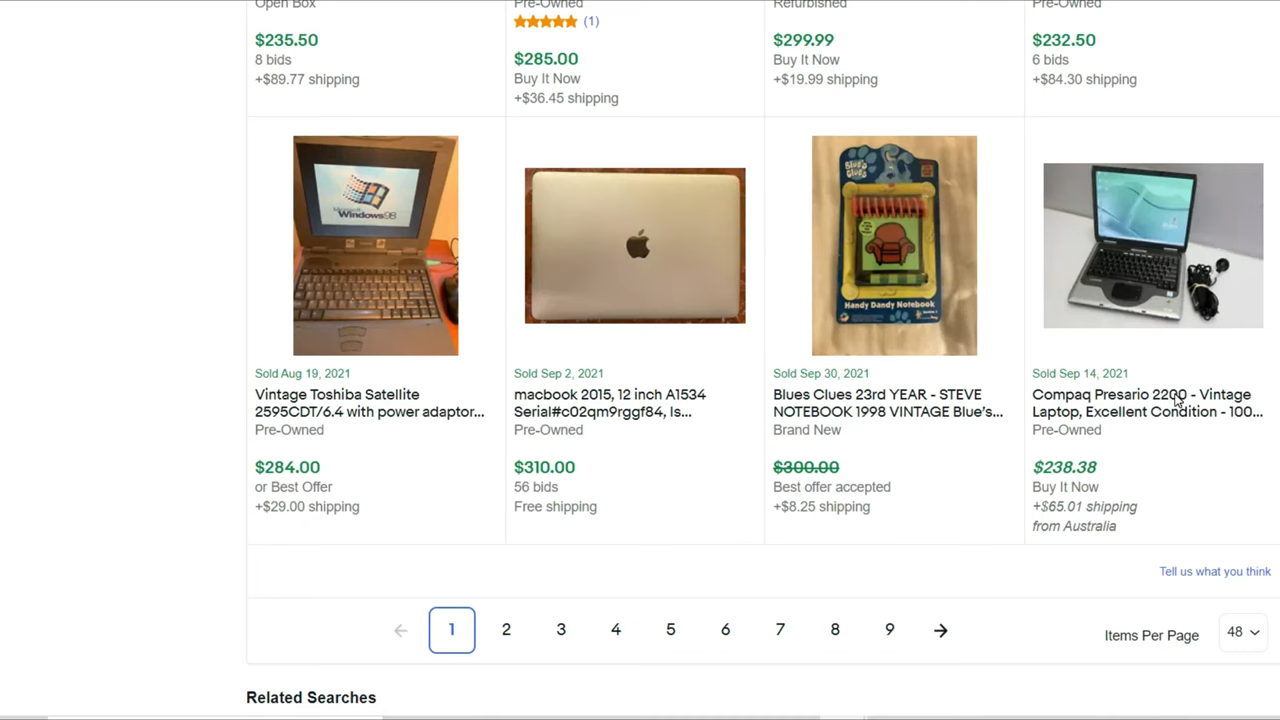 Open Box
Pre-Owned
Refurbished
Pre-Owned
(1)
$235.50
8 bids
+$89.77 shipping
$285.00
Buy It Now
+$36.45 shipping
$299.99
Buy It Now
+$19.99 shipping
$232.50
6 bids
+$84.30 shipping
Microsoft
Windows98
Blue's
Clues
Handy Dandy Notebook
Sold Aug 19, 2021
Vintage Toshiba Satellite
2595CDT/6.4 with power adaptor...
Pre-Owned
$284.00
or Best Offer
+$29.00 shipping
Sold Sep 2, 2021
macbook 2015, 12 inch A1534
Serial#c02qm9rggf84, Is...
Pre-Owned
$310.00
56 bids
Free shipping
Sold Sep 30, 2021
Blues Clues 23rd YEAR - STEVE
NOTEBOOK 1998 VINTAGE Blue's...
Brand New
$300.00
Best offer accepted
+$8.25 shipping
Sold Sep 14, 2021
Compaq Presario 2200 - Vintage
Laptop, Excellent Condition - 100...
Pre-Owned
$238.38
Buy It Now
+$65.01 shipping
from Australia
Tell us what you think
1 2 3 4 5 6 7 8 9
Items Per Page 48
Related Searches